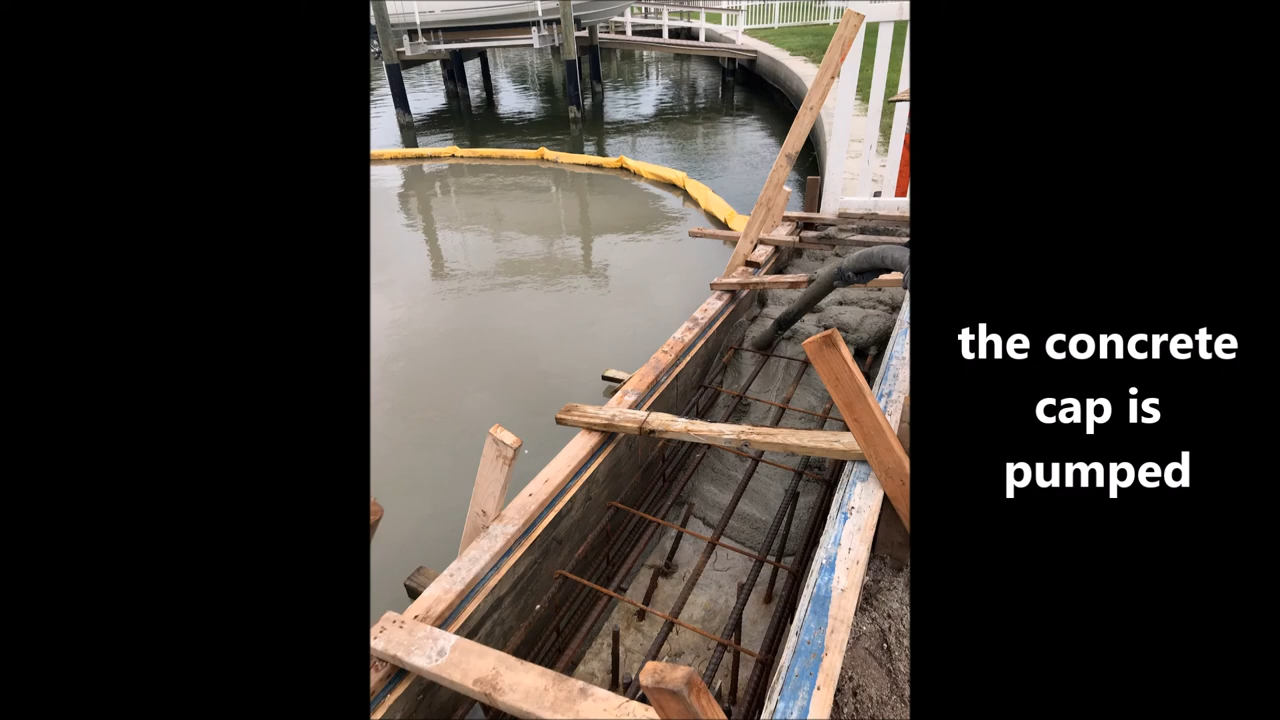 the concrete
cap is
pumped